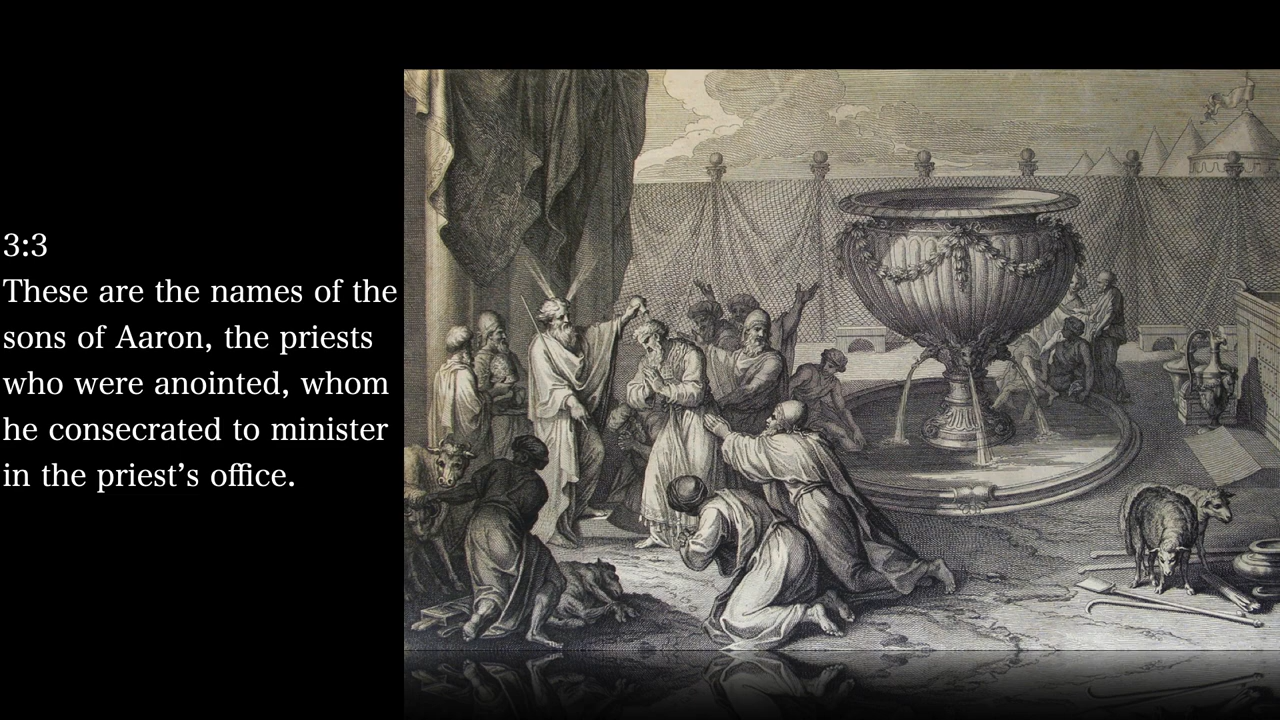 3:3
These are the names of the
sons of Aaron, the priests
who were anointed, whom
he consecrated to minister
in the priest’s office.